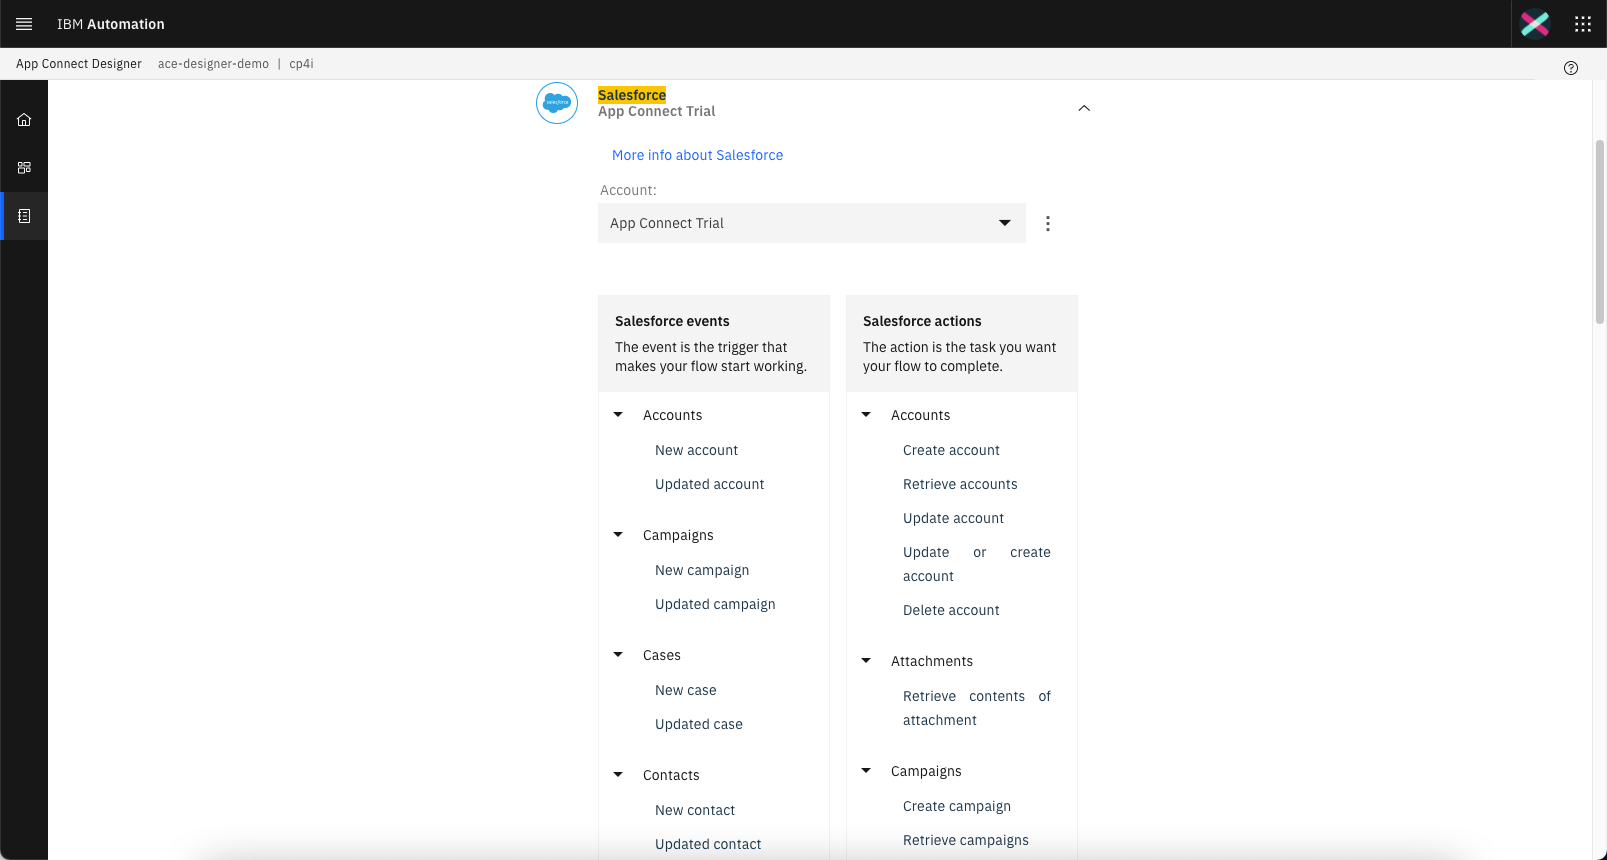 IBM Automation
App Connect Designer ace-designer-demo | cp4i
Salesforce
App Connect Trial
More info about Salesforce
Account:
App Connect Trial
Salesforce events
The event is the trigger that
makes your flow start working.
Accounts
New account
Updated account
Campaigns
New campaign
Updated campaign
Cases
New case
Updated case
Contacts
New contact
Updated contact
Salesforce actions
The action is the task you want
your flow to complete.
Accounts
Create account
Retrieve accounts
Update account
Update or create
account
Delete account
Attachments
Retrieve contents of
attachment
Campaigns
Create campaign
Retrieve campaigns